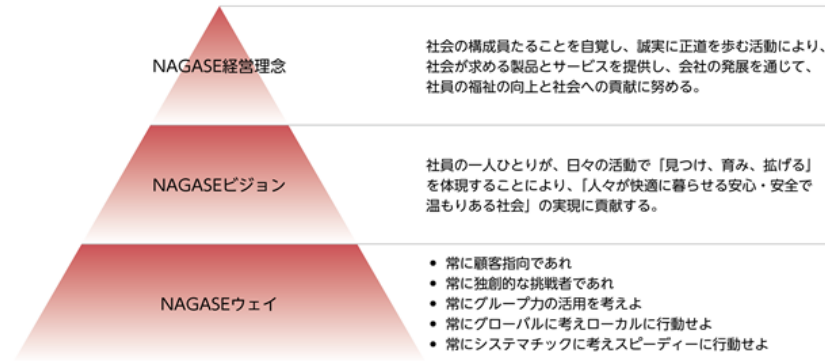 NAGASE経営理念
社会の構成員たることを自覚し、誠実に正道を歩む活動により、
社会が求める製品とサービスを提供し、会社の発展を通じて、
社員の福祉の向上と社会への貢献に努める。
NAGASEビジョン
社員の一人ひとりが、日々の活動で「見つけ、育み、拡げる」
を体現することにより、「人々が快適に暮らせる安心・安全で
温もりある社会」の実現に貢献する。
NAGASEウェイ
• 常に顧客指向であれ
• 常に独創的な挑戦者であれ
• 常にグループ力の活用を考えよ
• 常にグローバルに考えローカルに行動せよ
• 常にシステマチックに考えスピーディーに行動せよ